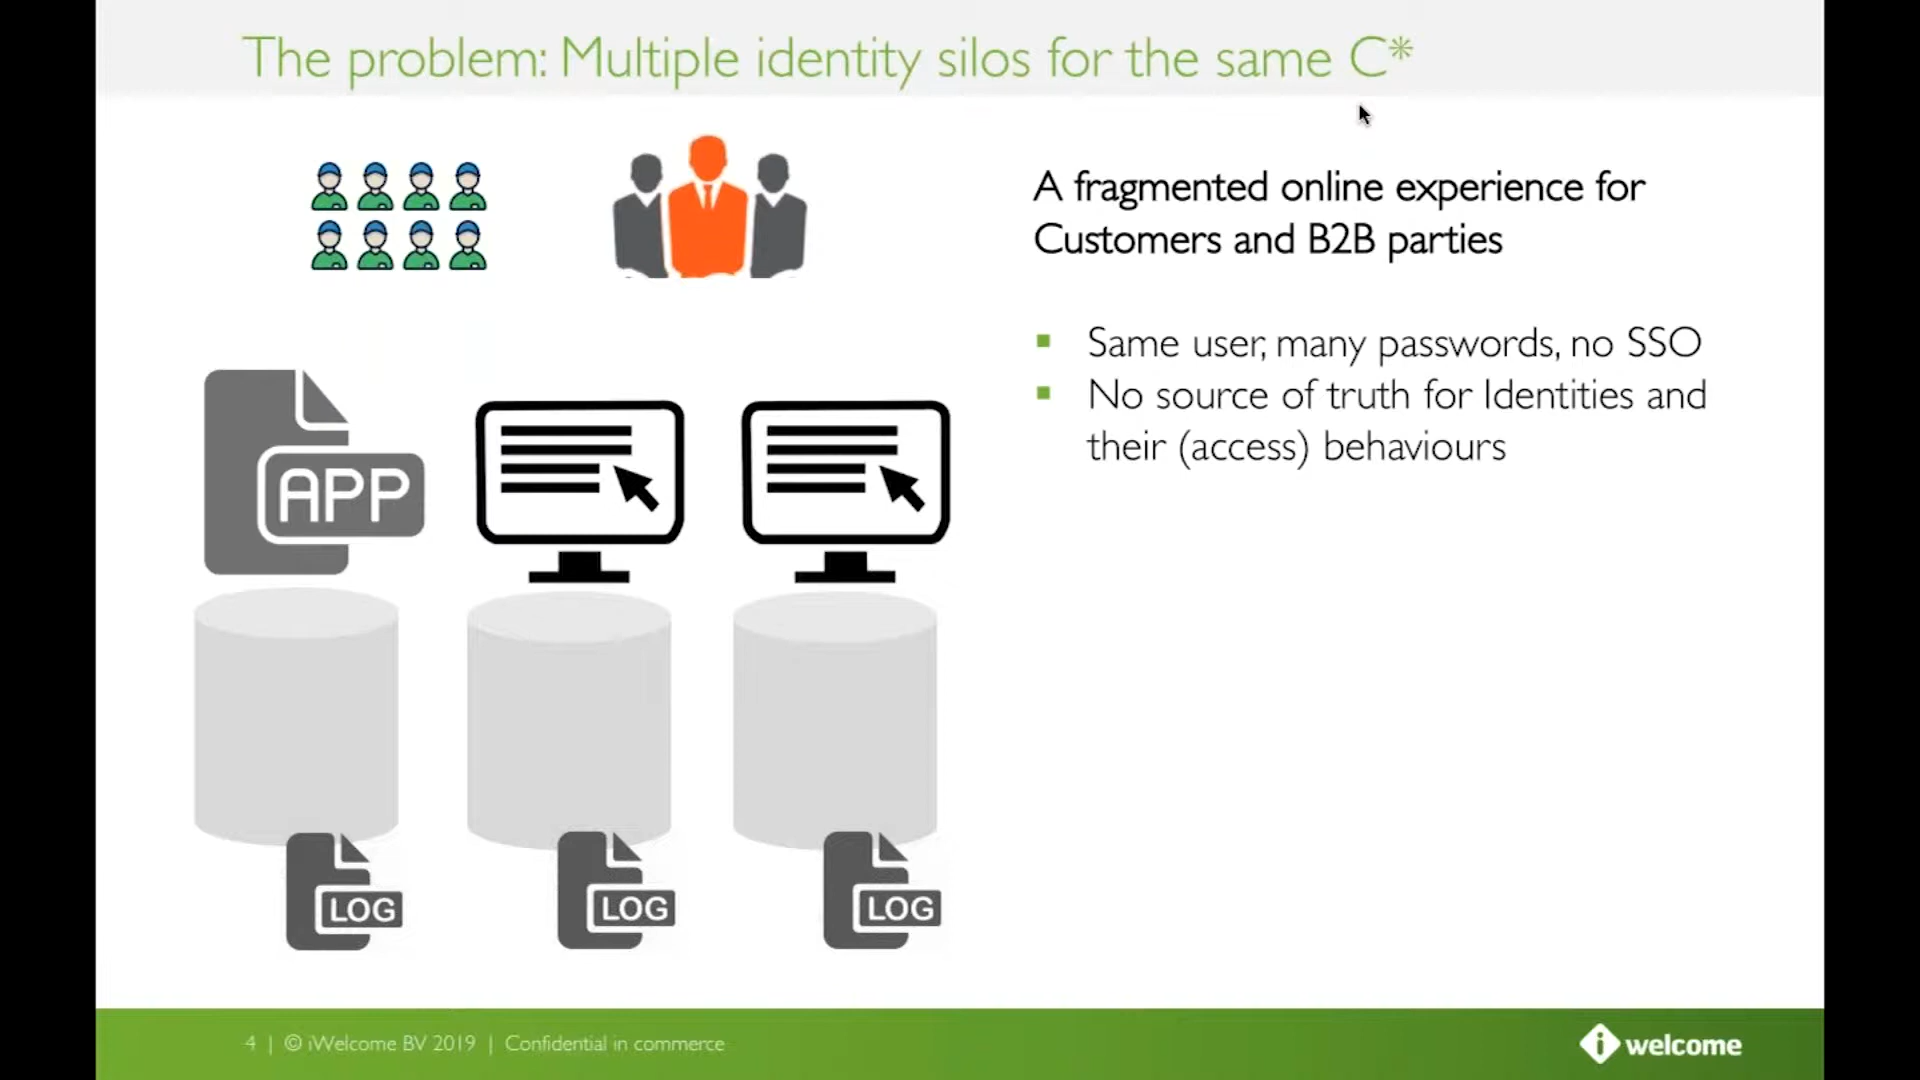 The problem: Multiple identity silos for the same C*
A fragmented online experience for
Customers and B2B parties
Same user, many passwords, no SSO
No source of truth for Identities and
their (access) behaviours
APP
LOG
LOG
LOG
4 | © iWelcome BV 2019 | Confidential in commerce
i welcome